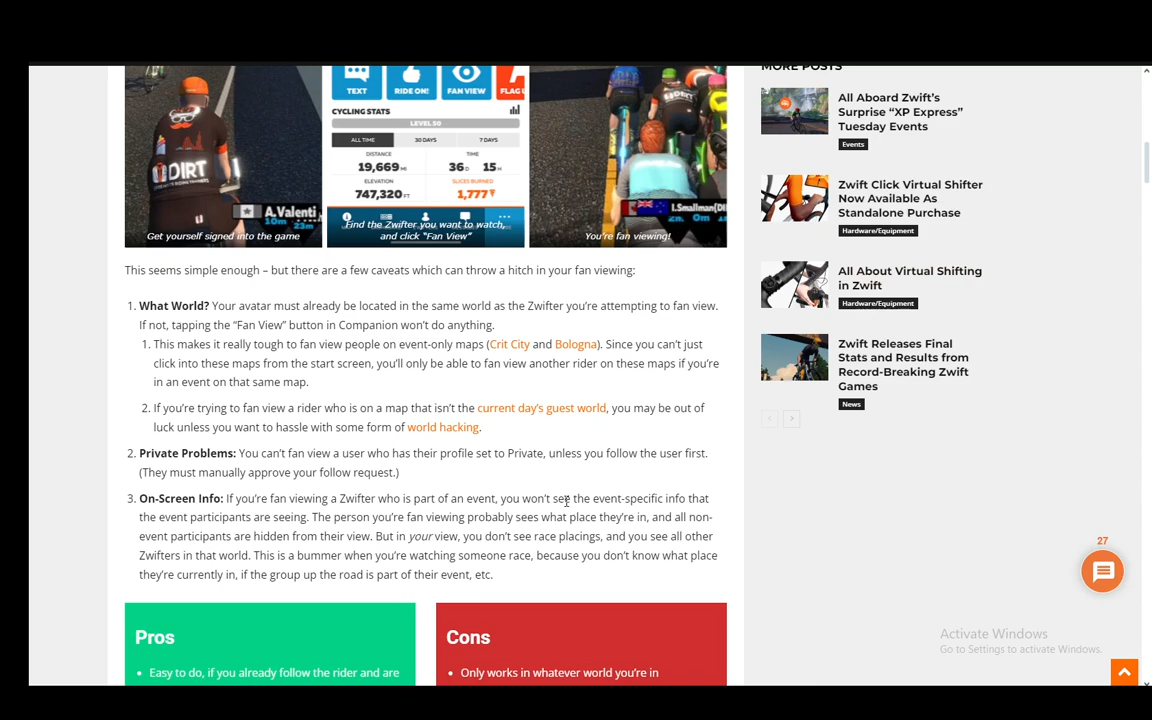 TEXT
RIDE ON!
FAN VIEW
FLAG
CYCLING STATS
LEVEL 50
ALL TIME
30 DAYS
7 DAYS
DISTANCE
TIME
19,669MI
36D 15H
ELEVATION
SLICES BURNED
747,320FT
1,777
DIRT
A.Valenti
10m 23m
I.Smallman(DI
Get yourself signed into the game
Find the Zwifter you want to watch,
and click “Fan View”
You’re fan viewing!
This seems simple enough – but there are a few caveats which can throw a hitch in your fan viewing:
1. What World? Your avatar must already be located in the same world as the Zwifter you’re attempting to fan view.
If not, tapping the “Fan View” button in Companion won’t do anything.
1. This makes it really tough to fan view people on event-only maps (Crit City and Bologna). Since you can’t just
click into these maps from the start screen, you’ll only be able to fan view another rider on these maps if you’re
in an event on that same map.
2. If you’re trying to fan view a rider who is on a map that isn’t the current day’s guest world, you may be out of
luck unless you want to hassle with some form of world hacking.
2. Private Problems: You can’t fan view a user who has their profile set to Private, unless you follow the user first.
(They must manually approve your follow request.)
3. On-Screen Info: If you’re fan viewing a Zwifter who is part of an event, you won’t see the event-specific info that
the event participants are seeing. The person you’re fan viewing probably sees what place they’re in, and all non-
event participants are hidden from their view. But in your view, you don’t see race placings, and you see all other
Zwifters in that world. This is a bummer when you’re watching someone race, because you don’t know what place
they’re currently in, if the group up the road is part of their event, etc.
Pros
• Easy to do, if you already follow the rider and are
Cons
• Only works in whatever world you’re in
MORE POSTS
All Aboard Zwift’s
Surprise “XP Express”
Tuesday Events
Events
Zwift Click Virtual Shifter
Now Available As
Standalone Purchase
Hardware/Equipment
All About Virtual Shifting
in Zwift
Hardware/Equipment
Zwift Releases Final
Stats and Results from
Record-Breaking Zwift
Games
News
27
Activate Windows
Go to Settings to activate Windows.